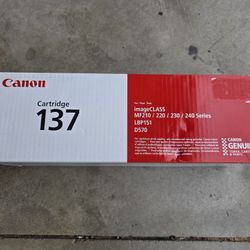 Canon
Cartridge
137
imageCLASS
MF210 / 220 / 230 / 240 Series
LBP151
D570
CANON
GENUINE